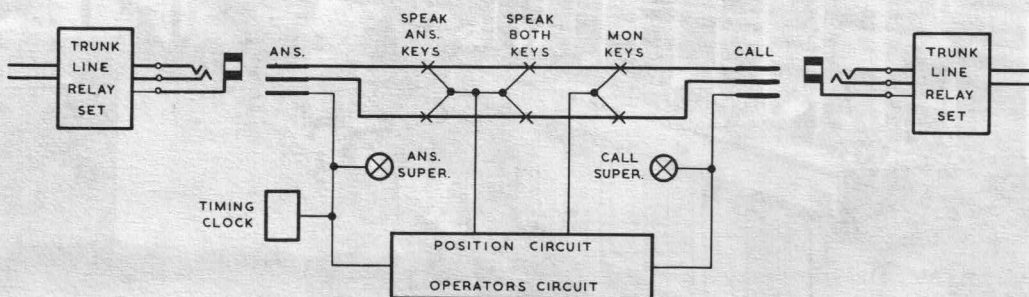 TRUNK
LINE
RELAY
SET
ANS.
SPEAK
ANS.
KEYS
SPEAK
BOTH
KEYS
MON
KEYS
CALL
TRUNK
LINE
RELAY
SET
ANS.
SUPER.
CALL
SUPER.
TIMING
CLOCK
POSITION CIRCUIT
OPERATORS CIRCUIT